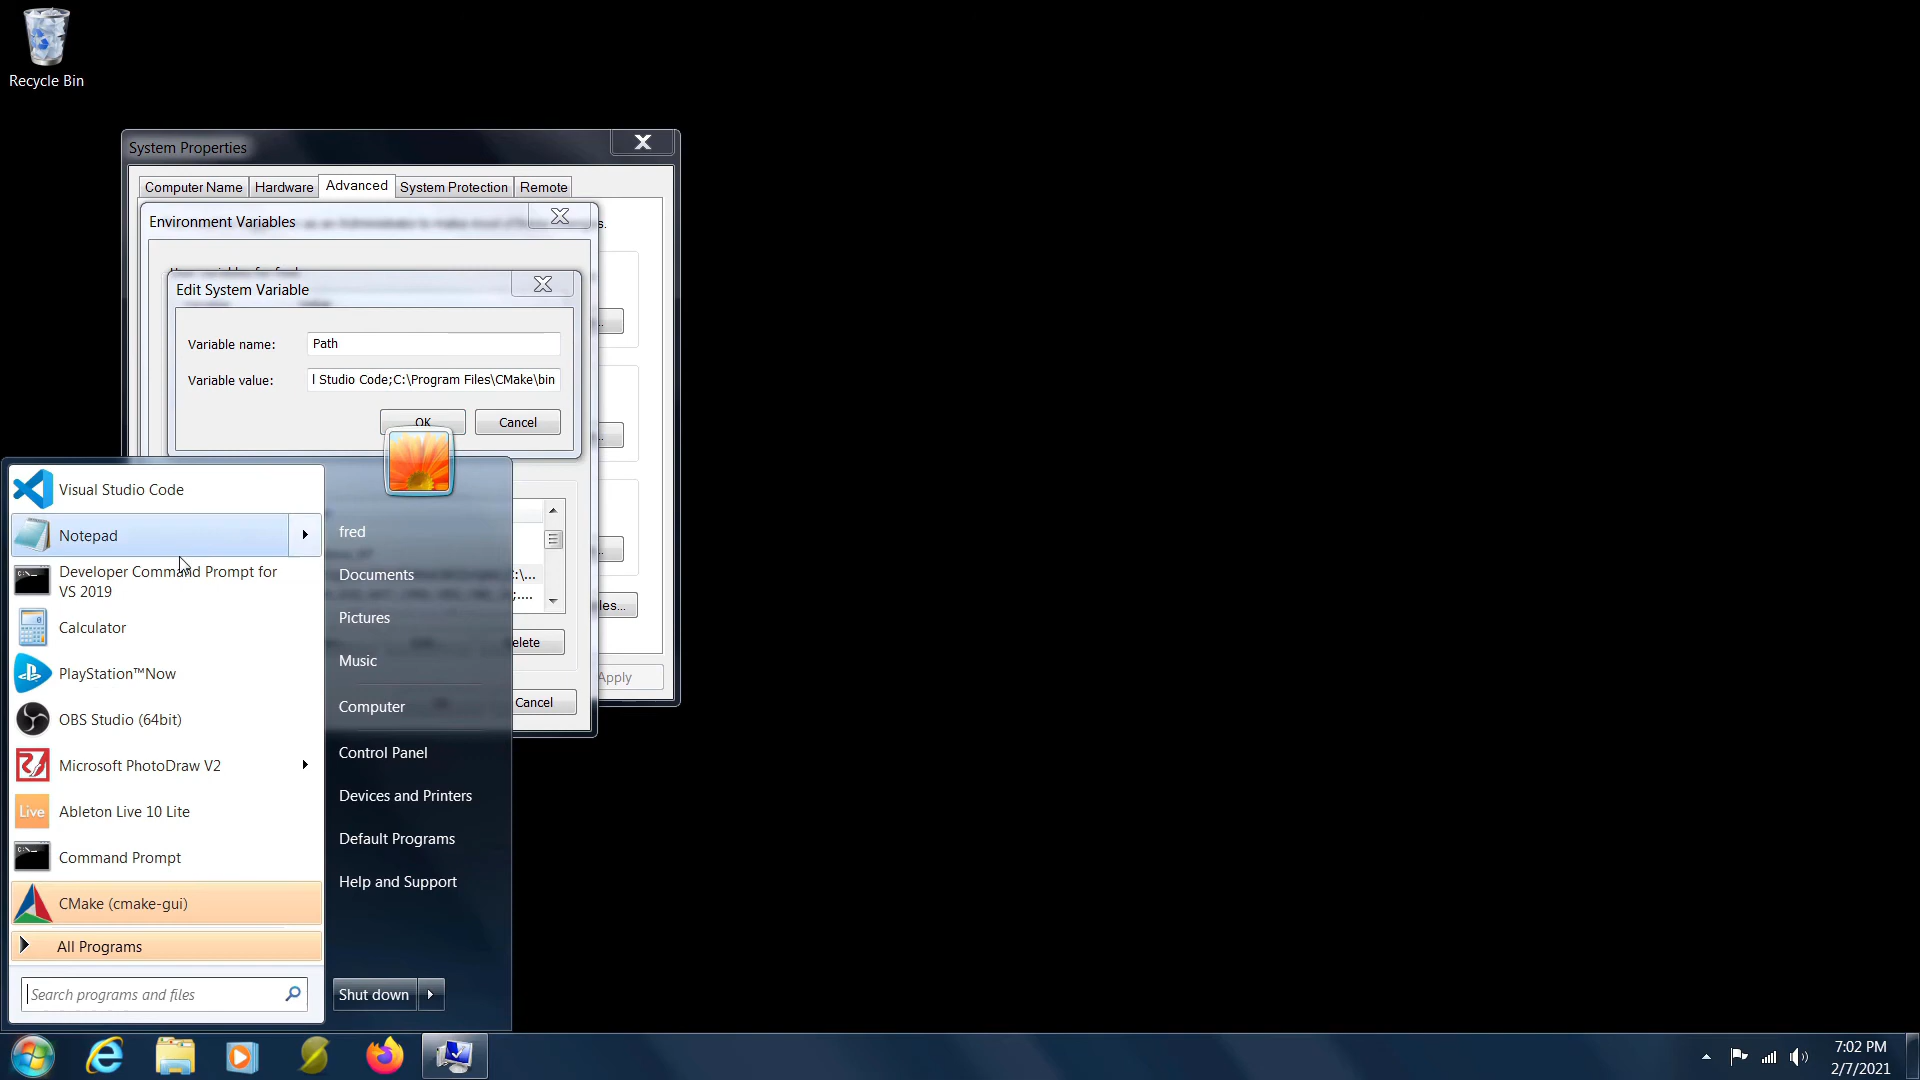 Recycle Bin
System Properties
Computer Name
Hardware
Advanced
System Protection
Remote
Environment Variables
Edit System Variable
Variable name:
Path
Variable value:
l Studio Code;C:\Program Files\CMake\bin
OK
Cancel
Visual Studio Code
Notepad
Developer Command Prompt for
VS 2019
Calculator
PlayStation™Now
OBS Studio (64bit)
Microsoft PhotoDraw V2
Live
Ableton Live 10 Lite
Command Prompt
CMake (cmake-gui)
All Programs
Search programs and files
fred
Documents
Pictures
Music
Computer
Control Panel
Devices and Printers
Default Programs
Help and Support
Shut down
:\...
;....
elete
les...
Cancel
Apply
7:02 PM
2/7/2021